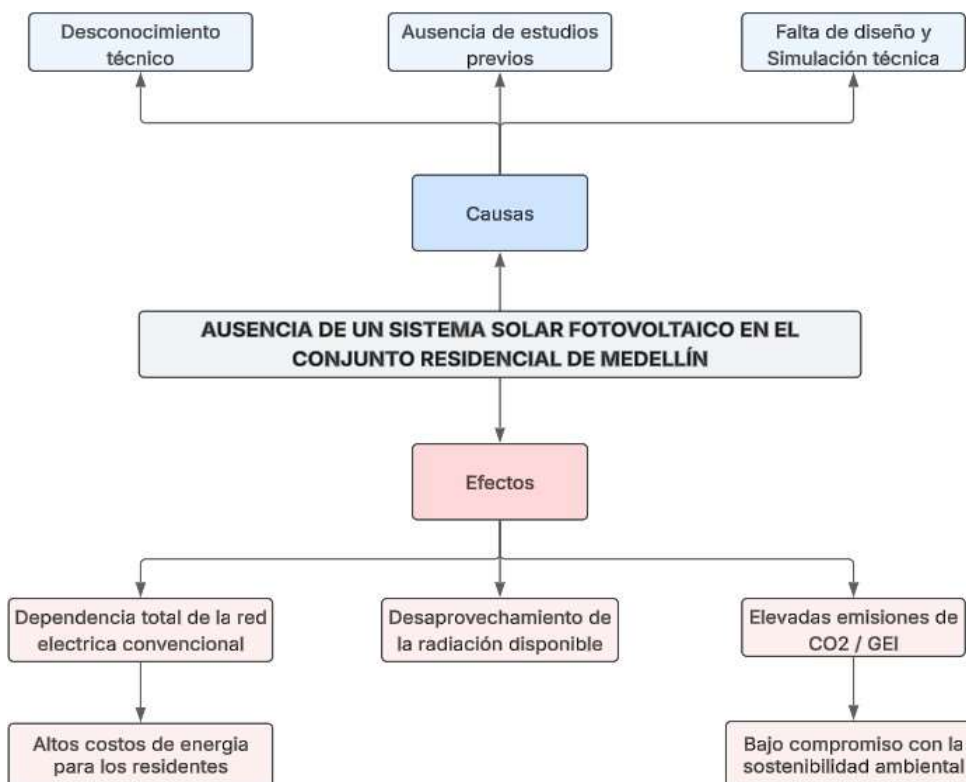 Desconocimiento
técnico
Ausencia de estudios
previos
Falta de diseño y
Simulación técnica
Causas
AUSENCIA DE UN SISTEMA SOLAR FOTOVOLTAICO EN EL
CONJUNTO RESIDENCIAL DE MEDELLÍN
Efectos
Dependencia total de la red
electrica convencional
Desaprovechamiento de
la radiación disponible
Elevadas emisiones de
CO2 / GEI
Altos costos de energia
para los residentes
Bajo compromiso con la
sostenibilidad ambiental